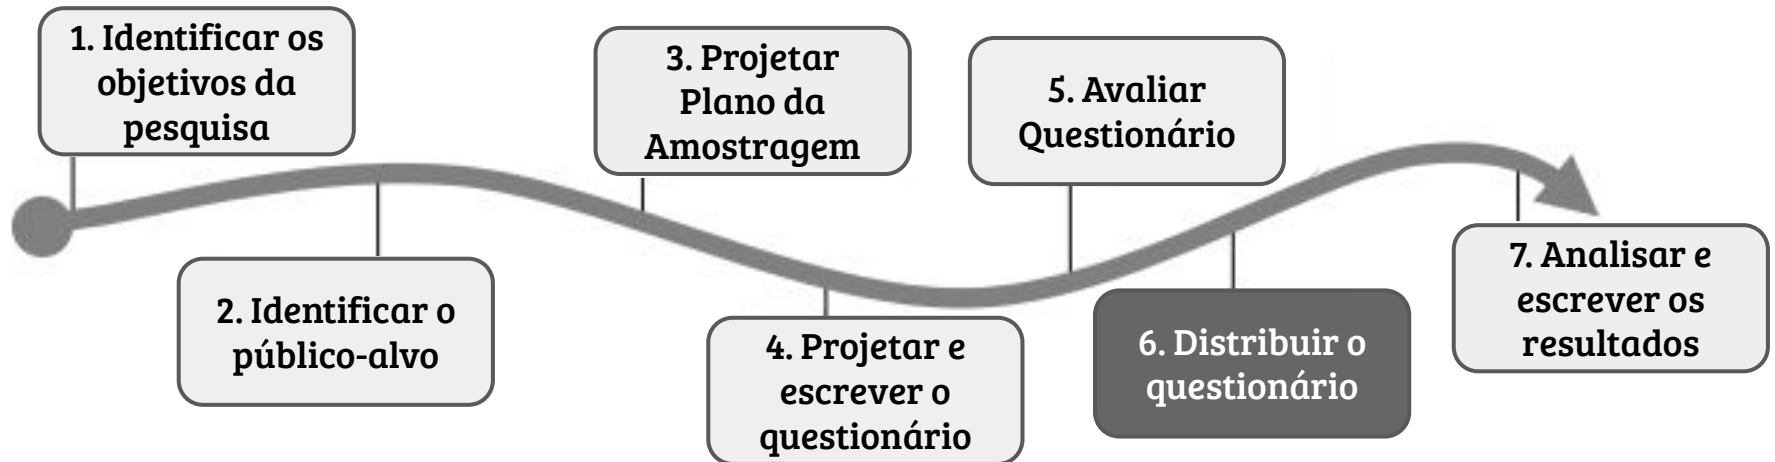 1. Identificar os
objetivos da
pesquisa
2. Identificar o
público-alvo
3. Projetar
Plano da
Amostragem
4. Projetar e
escrever o
questionário
5. Avaliar
Questionário
6. Distribuir o
questionário
7. Analisar e
escrever os
resultados